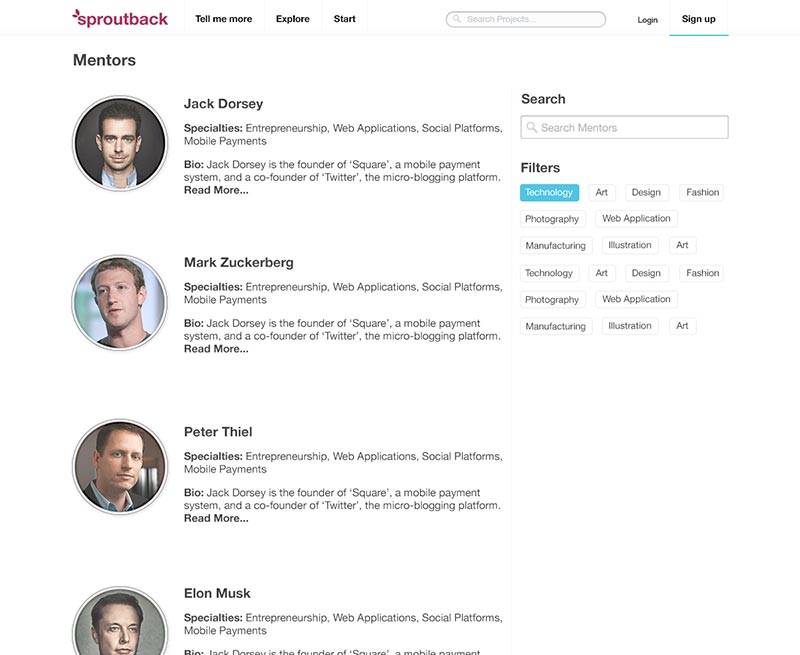 sproutback
Tell me more
Explore
Start
Search Projects...
Login
Sign up
Mentors
Jack Dorsey
Specialties: Entrepreneurship, Web Applications, Social Platforms,
Mobile Payments
Bio: Jack Dorsey is the founder of ‘Square’, a mobile payment
system, and a co-founder of ‘Twitter’, the micro-blogging platform.
Read More...
Mark Zuckerberg
Specialties: Entrepreneurship, Web Applications, Social Platforms,
Mobile Payments
Bio: Jack Dorsey is the founder of ‘Square’, a mobile payment
system, and a co-founder of ‘Twitter’, the micro-blogging platform.
Read More...
Peter Thiel
Specialties: Entrepreneurship, Web Applications, Social Platforms,
Mobile Payments
Bio: Jack Dorsey is the founder of ‘Square’, a mobile payment
system, and a co-founder of ‘Twitter’, the micro-blogging platform.
Read More...
Elon Musk
Specialties: Entrepreneurship, Web Applications, Social Platforms,
Mobile Payments
Bio: Jack Dorsey is the founder of ‘Square’, a mobile payment
Search
Search Mentors
Filters
Technology Art Design Fashion
Photography Web Application
Manufacturing Illustration Art
Technology Art Design Fashion
Photography Web Application
Manufacturing Illustration Art